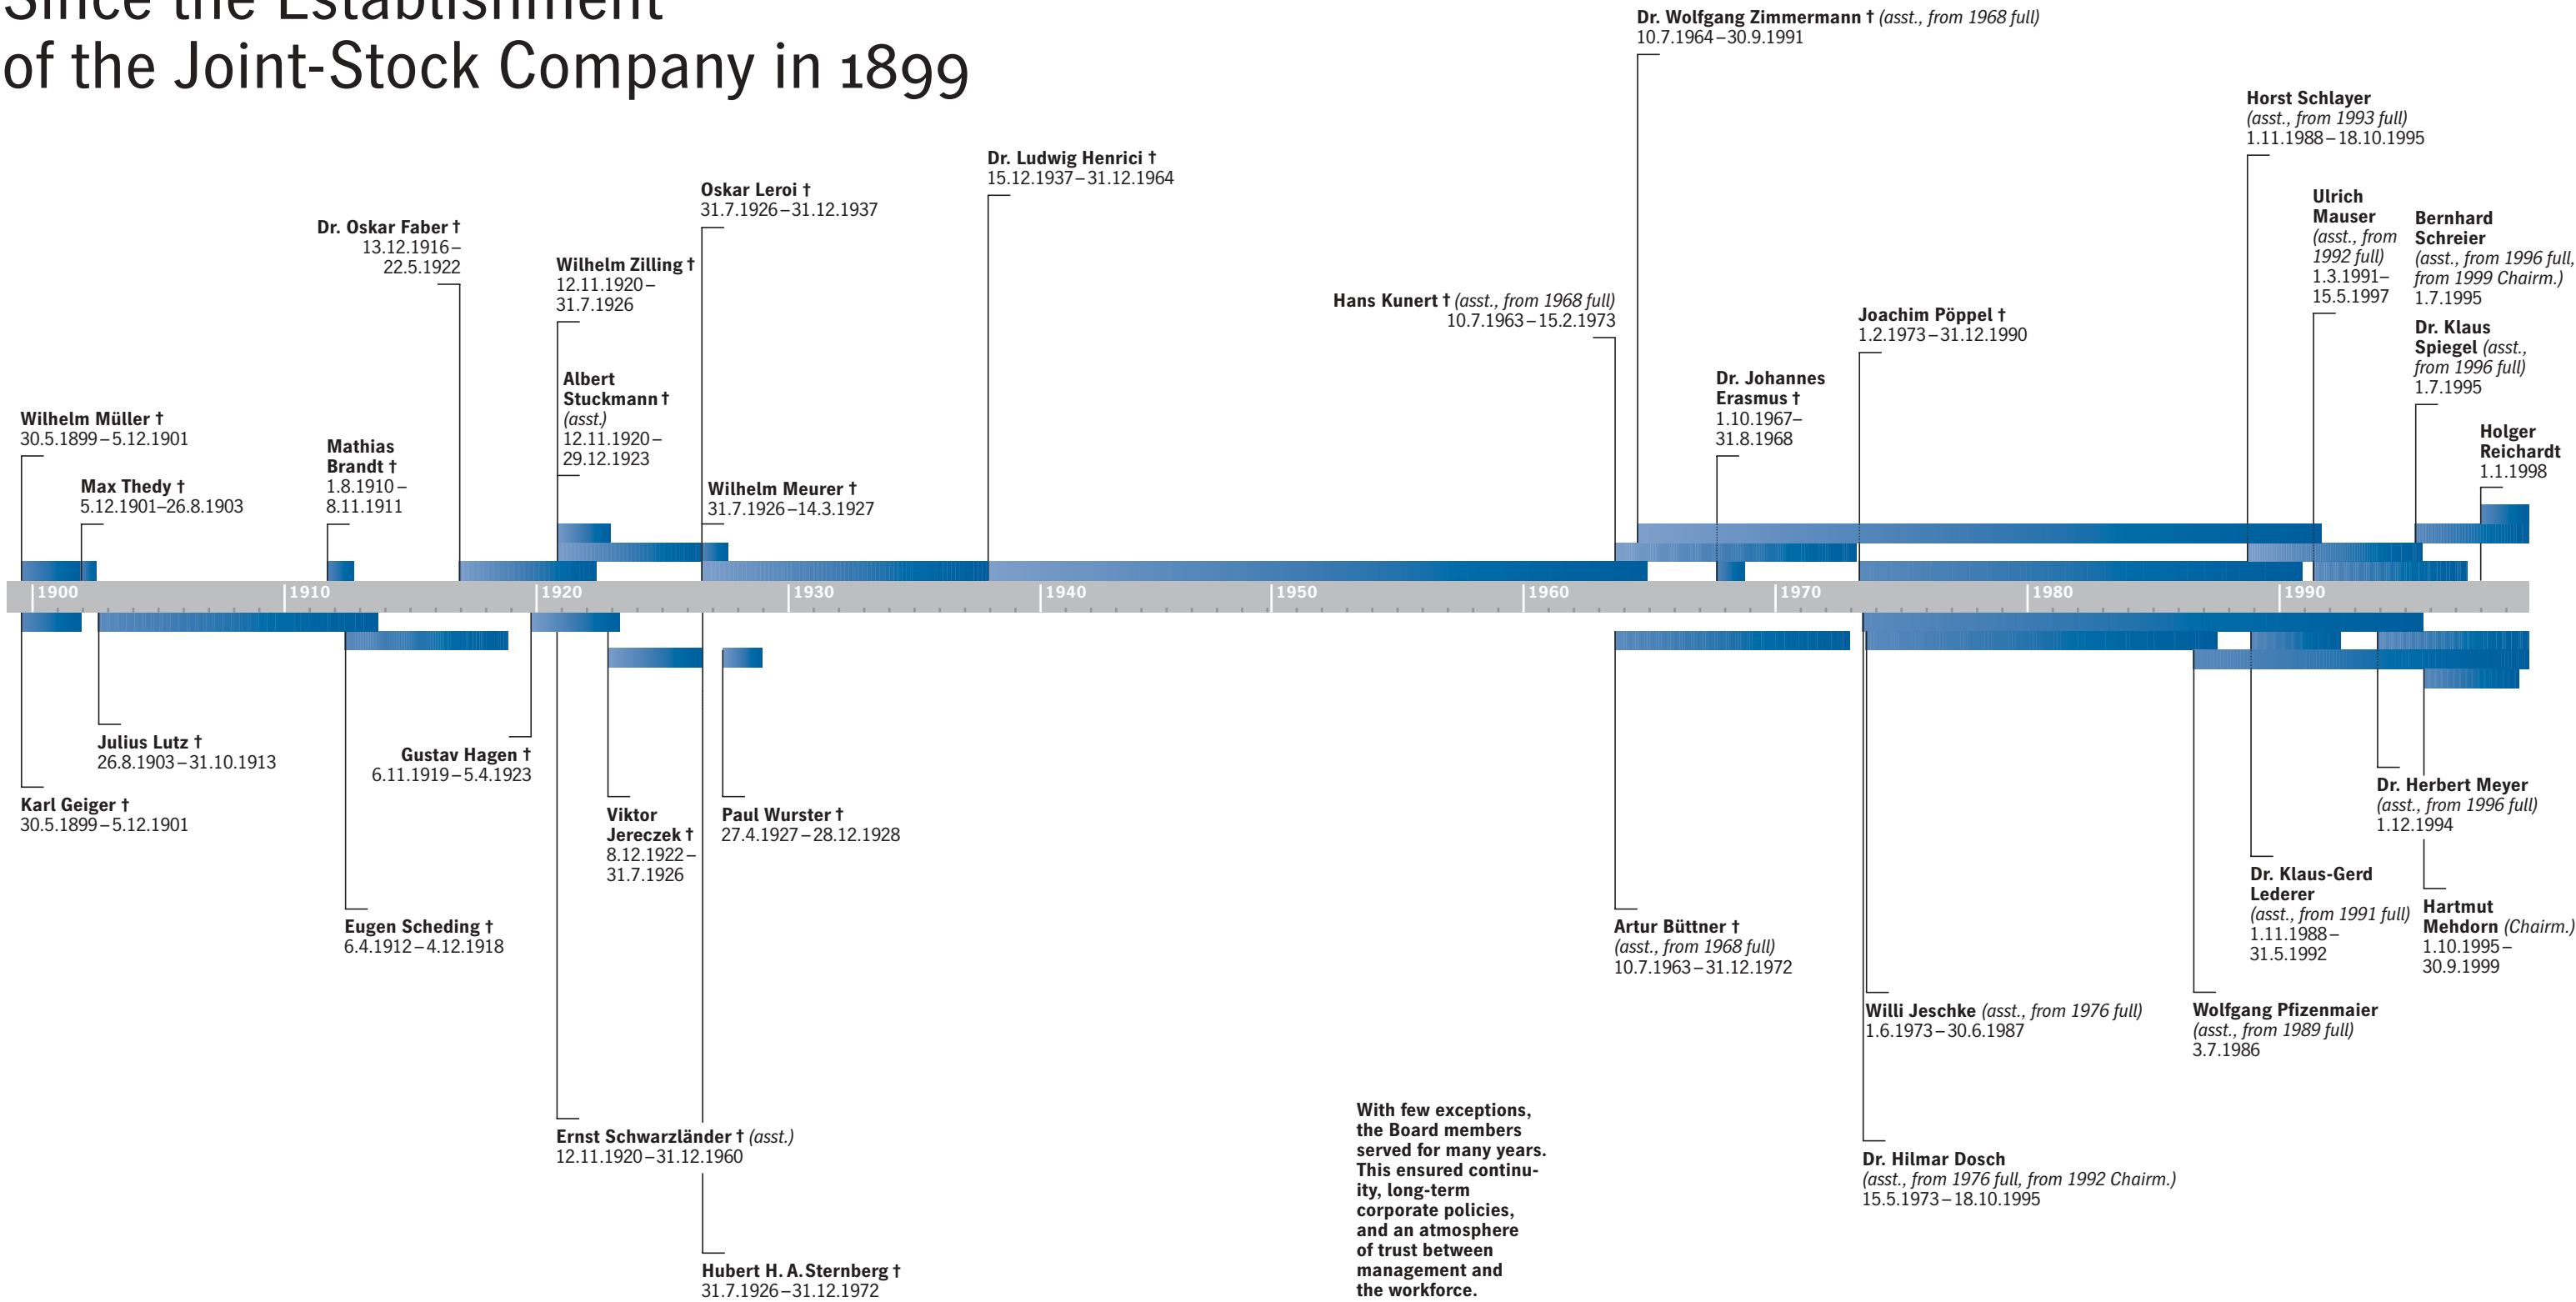 Since the Establishment
of the Joint-Stock Company in 1899
Dr. Wolfgang Zimmermann † (asst., from 1968 full)
10.7.1964–30.9.1991
Horst Schlayer
(asst., from 1993 full)
1.11.1988–18.10.1995
Dr. Ludwig Henrici †
15.12.1937–31.12.1964
Oskar Leroi †
31.7.1926–31.12.1937
Ulrich
Mauser
(asst., from
1992 full)
1.3.1991–
15.5.1997
Bernhard
Schreier
(asst., from 1996 full,
from 1999 Chairm.)
1.7.1995
Dr. Oskar Faber †
13.12.1916–
22.5.1922
Wilhelm Zilling †
12.11.1920–
31.7.1926
Hans Kunert † (asst., from 1968 full)
10.7.1963–15.2.1973
Joachim Pöppel †
1.2.1973–31.12.1990
Dr. Klaus
Spiegel (asst.,
from 1996 full)
1.7.1995
Albert
Stuckmann †
(asst.)
12.11.1920–
29.12.1923
Dr. Johannes
Erasmus †
1.10.1967–
31.8.1968
Wilhelm Müller †
30.5.1899–5.12.1901
Mathias
Brandt †
1.8.1910–
8.11.1911
Holger
Reichardt
1.1.1998
Max Thedy †
5.12.1901–26.8.1903
Wilhelm Meurer †
31.7.1926–14.3.1927
1900 1910 1920 1930 1940 1950 1960 1970 1980 1990
Julius Lutz †
26.8.1903–31.10.1913
Gustav Hagen †
6.11.1919–5.4.1923
Karl Geiger †
30.5.1899–5.12.1901
Viktor
Jereczek †
8.12.1922–
31.7.1926
Paul Wurster †
27.4.1927–28.12.1928
Dr. Herbert Meyer
(asst., from 1996 full)
1.12.1994
Dr. Klaus-Gerd
Lederer
(asst., from 1991 full)
1.11.1988–
31.5.1992
Hartmut
Mehdorn (Chairm.)
1.10.1995–
30.9.1999
Eugen Scheding †
6.4.1912–4.12.1918
Artur Büttner †
(asst., from 1968 full)
10.7.1963–31.12.1972
Willi Jeschke (asst., from 1976 full)
1.6.1973–30.6.1987
Wolfgang Pfizenmaier
(asst., from 1989 full)
3.7.1986
Ernst Schwarzländer † (asst.)
12.11.1920–31.12.1960
Dr. Hilmar Dosch
(asst., from 1976 full, from 1992 Chairm.)
15.5.1973–18.10.1995
Hubert H. A. Sternberg †
31.7.1926–31.12.1972
With few exceptions,
the Board members
served for many years.
This ensured continu-
ity, long-term
corporate policies,
and an atmosphere
of trust between
management and
the workforce.